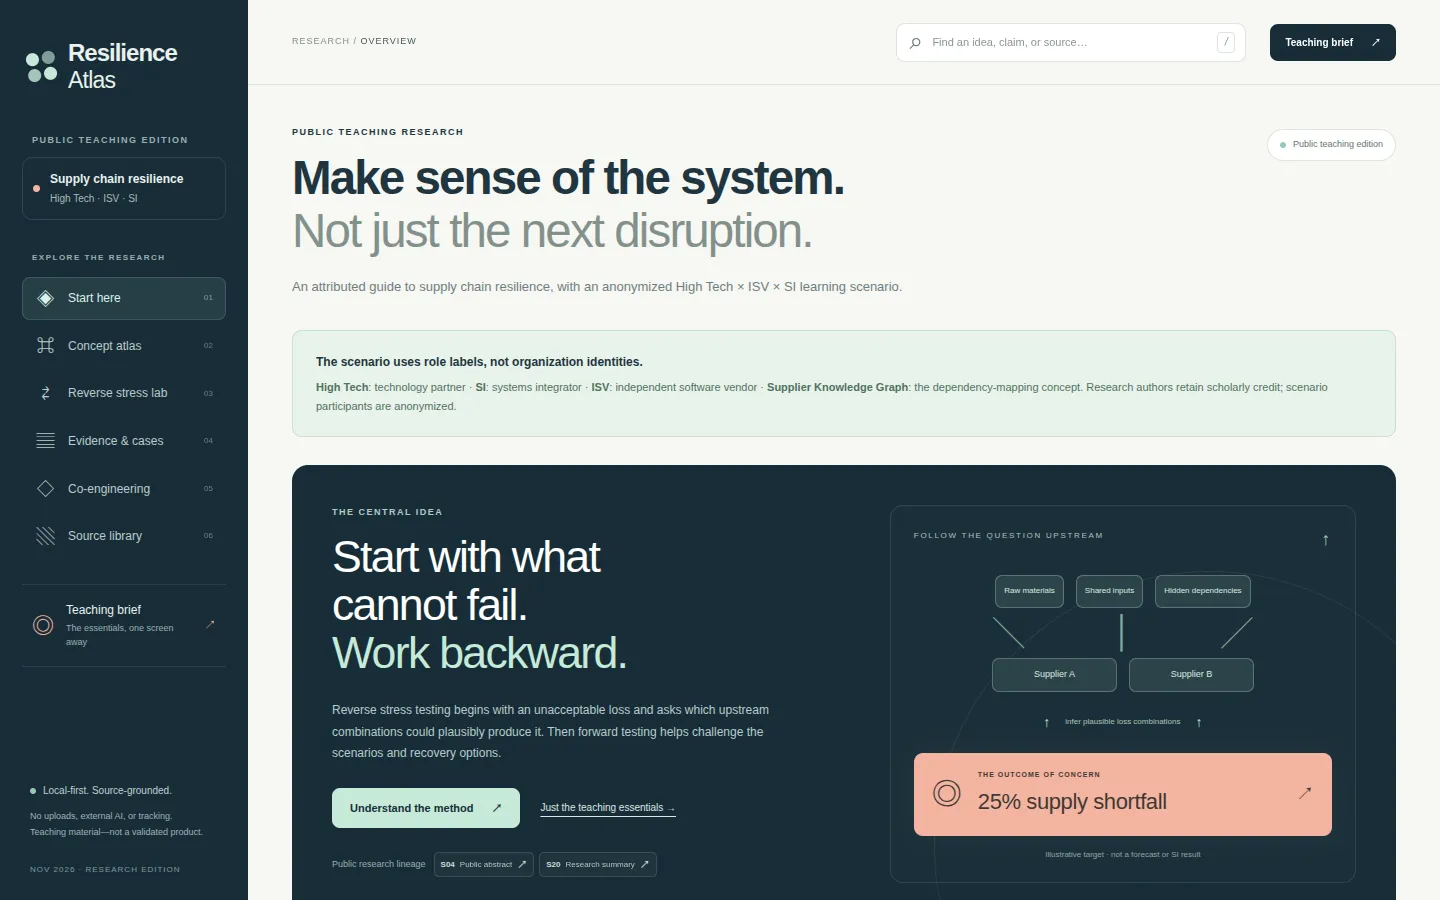 Resilience
Atlas
PUBLIC TEACHING EDITION
Supply chain resilience
High Tech · ISV · SI
EXPLORE THE RESEARCH
Start here 01
Concept atlas 02
Reverse stress lab 03
Evidence & cases 04
Co-engineering 05
Source library 06
Teaching brief ↗
The essentials, one screen
away
Local-first. Source-grounded.
No uploads, external AI, or tracking.
Teaching material—not a validated product.
NOV 2026 · RESEARCH EDITION
RESEARCH / OVERVIEW
Find an idea, claim, or source… /
Teaching brief ↗
PUBLIC TEACHING RESEARCH
Public teaching edition
Make sense of the system.
Not just the next disruption.
An attributed guide to supply chain resilience, with an anonymized High Tech × ISV × SI learning scenario.
The scenario uses role labels, not organization identities.
High Tech: technology partner · SI: systems integrator · ISV: independent software vendor · Supplier Knowledge Graph: the dependency-mapping concept. Research authors retain scholarly credit; scenario
participants are anonymized.
THE CENTRAL IDEA
Start with what
cannot fail.
Work backward.
Reverse stress testing begins with an unacceptable loss and asks which upstream
combinations could plausibly produce it. Then forward testing helps challenge the
scenarios and recovery options.
Understand the method ↗
Just the teaching essentials →
Public research lineage S04 Public abstract ↗ S20 Research summary ↗
FOLLOW THE QUESTION UPSTREAM ↑
Raw materials Shared inputs Hidden dependencies
Supplier A Supplier B
↑ infer plausible loss combinations ↑
THE OUTCOME OF CONCERN
25% supply shortfall ↗
Illustrative target · not a forecast or SI result